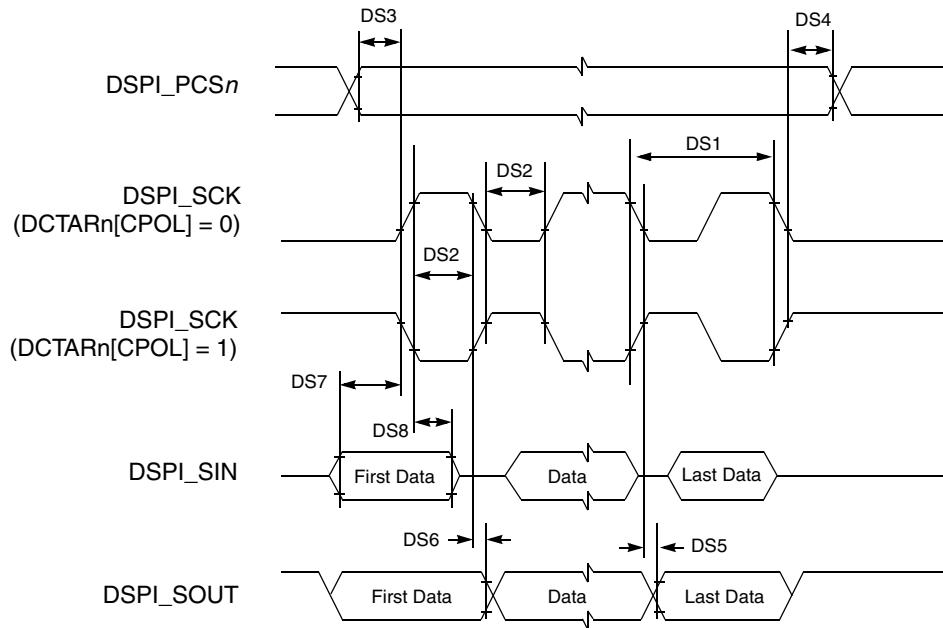 DS3
DS4
DSPI_PCSn
DS1
DS2
DSPI_SCK
(DCTARn[CPOL] = 0)
DS2
DSPI_SCK
(DCTARn[CPOL] = 1)
DS7
DS8
DSPI_SIN
First Data
Data
Last Data
DS6
DS5
DSPI_SOUT
First Data
Data
Last Data